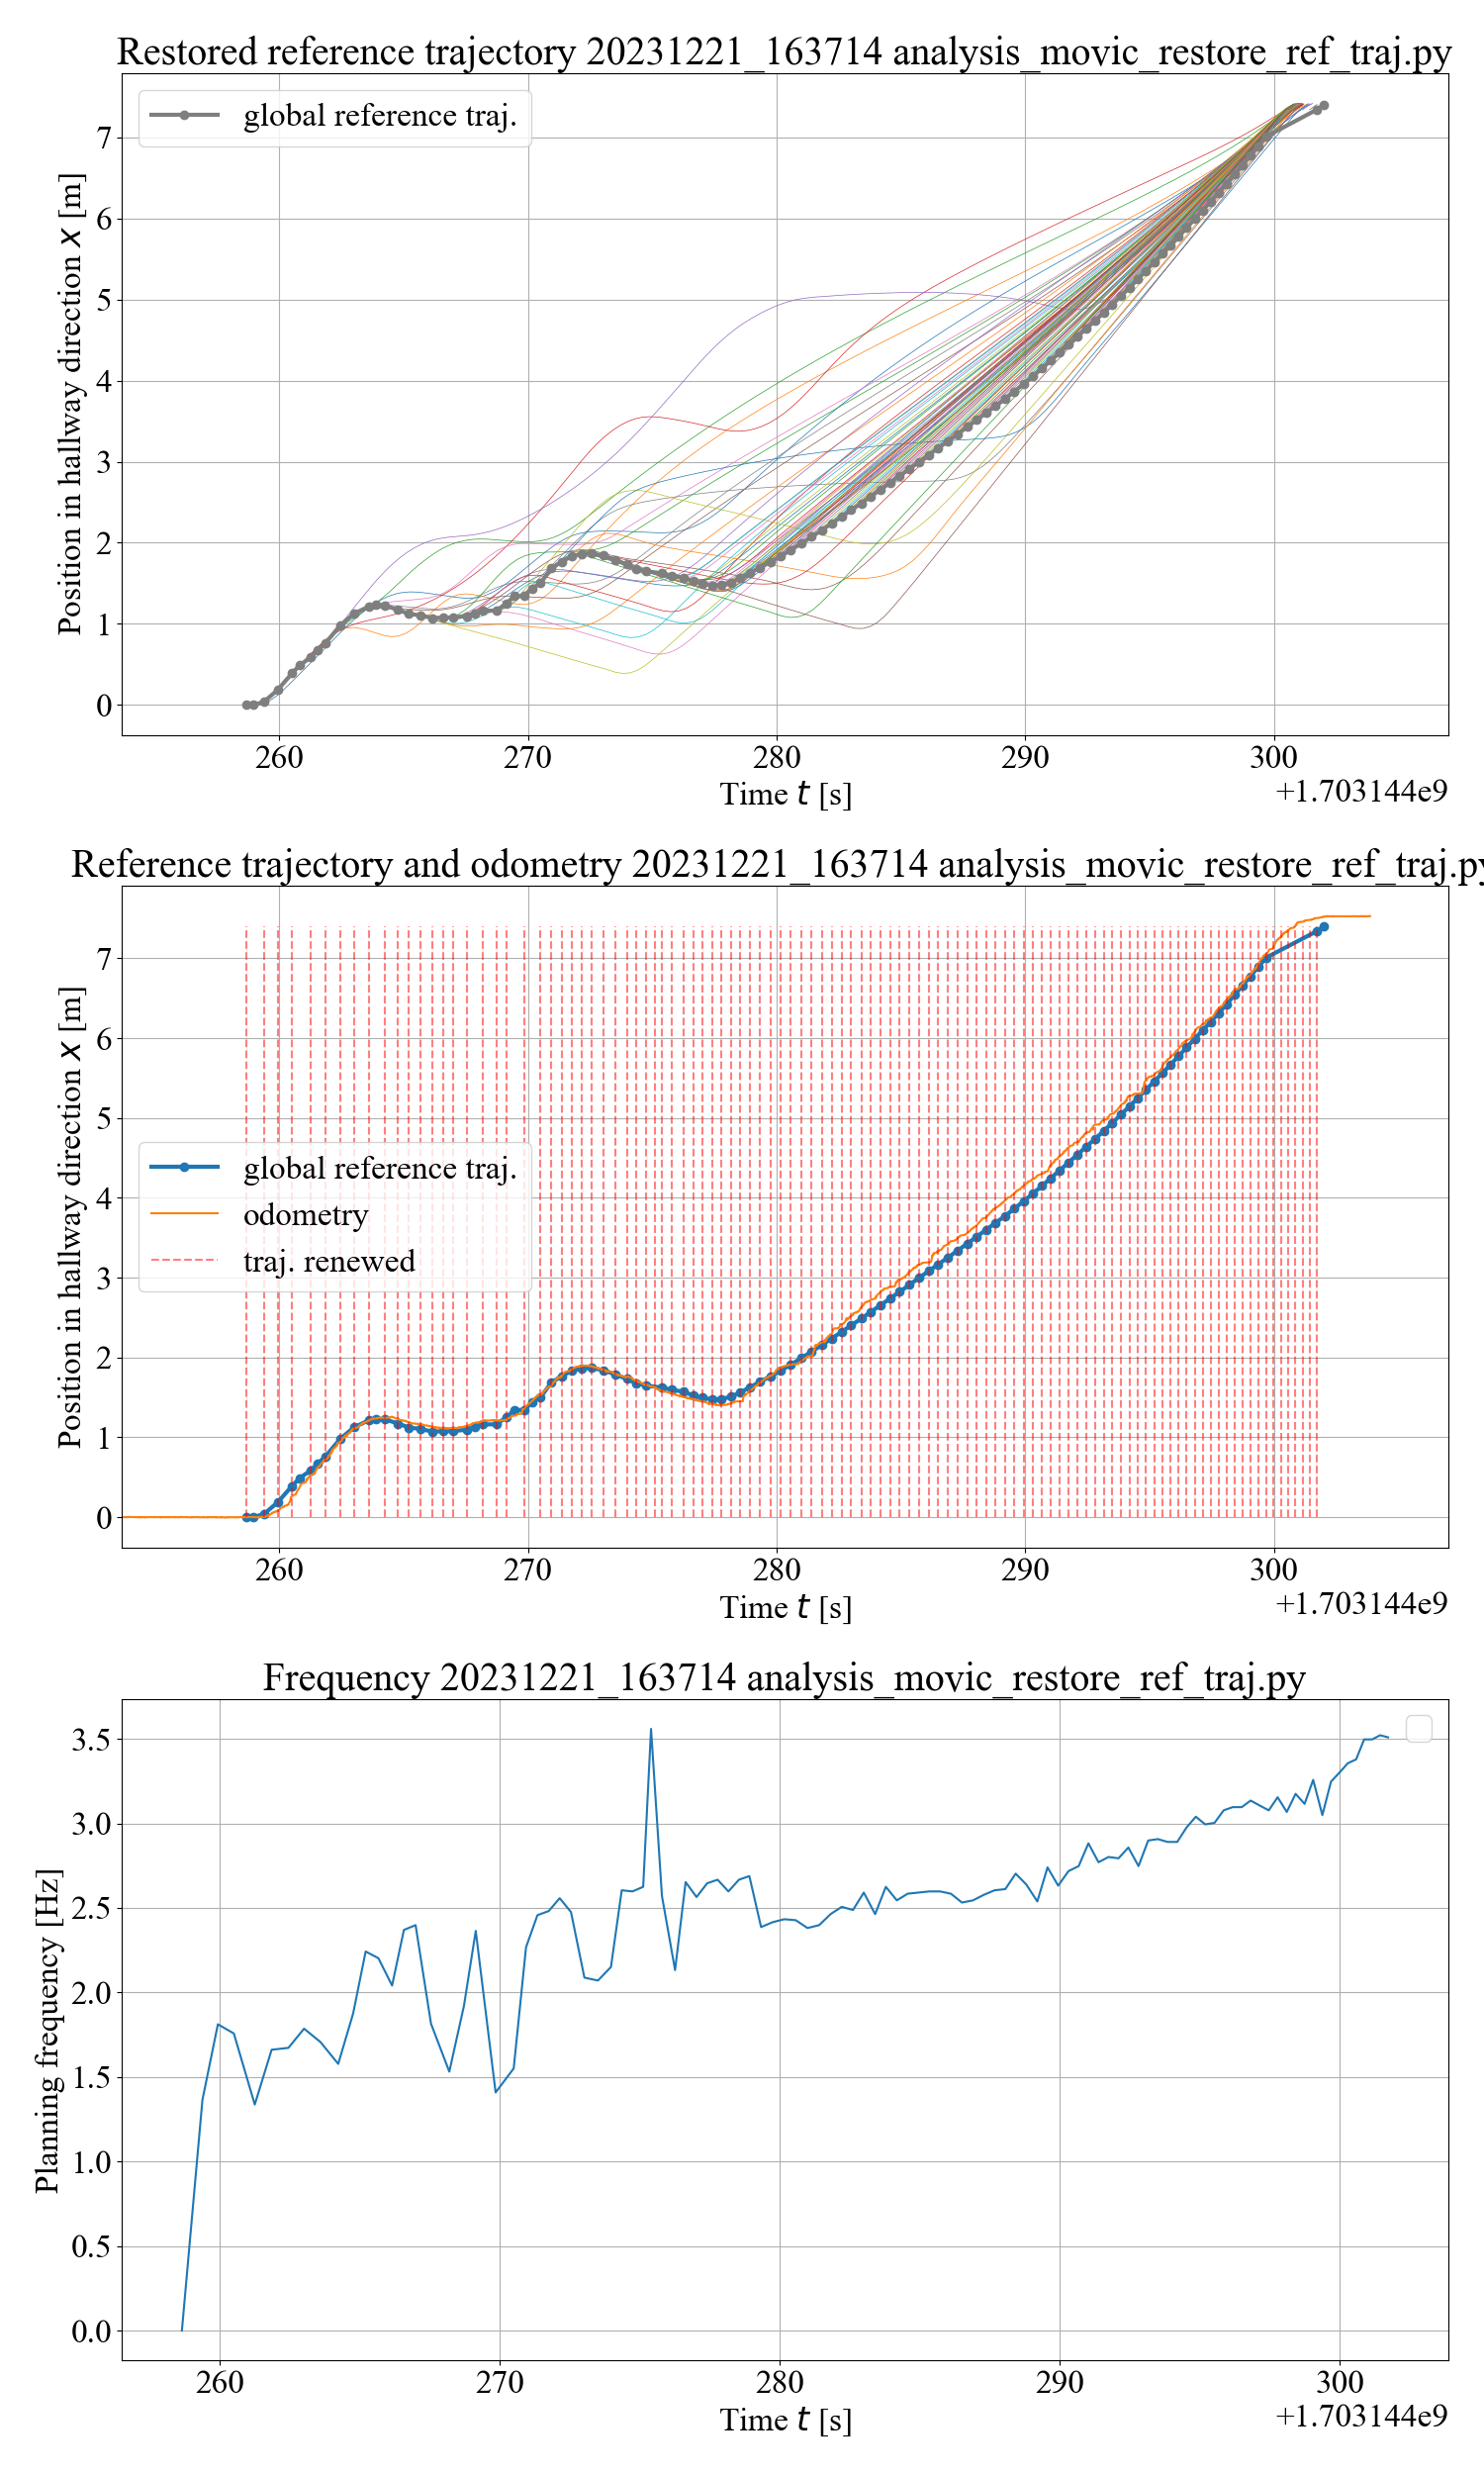 Restored reference trajectory 20231221_163714 analysis_movic_restore_ref_traj.py
global reference traj.
Position in hallway direction x [m]
7
6
5
4
3
2
1
0
260 270 280 290 300
Time t [s]
+1.703144e9
Reference trajectory and odometry 20231221_163714 analysis_movic_restore_ref_traj.py
global reference traj.
odometry
traj. renewed
Position in hallway direction x [m]
7
6
5
4
3
2
1
0
260 270 280 290 300
Time t [s]
+1.703144e9
Frequency 20231221_163714 analysis_movic_restore_ref_traj.py
Planning frequency [Hz]
3.5
3.0
2.5
2.0
1.5
1.0
0.5
0.0
260 270 280 290 300
Time t [s]
+1.703144e9